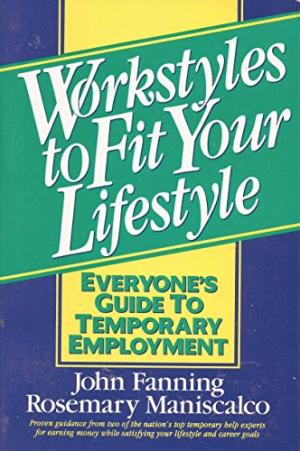 Workstyles
to Fit Your
Lifestyle
EVERYONE'S
GUIDE TO
TEMPORARY
EMPLOYMENT
John Fanning
Rosemary Maniscalco
Proven guidance from two of the nation's top temporary help experts
for earning money while satisfying your lifestyle and career goals